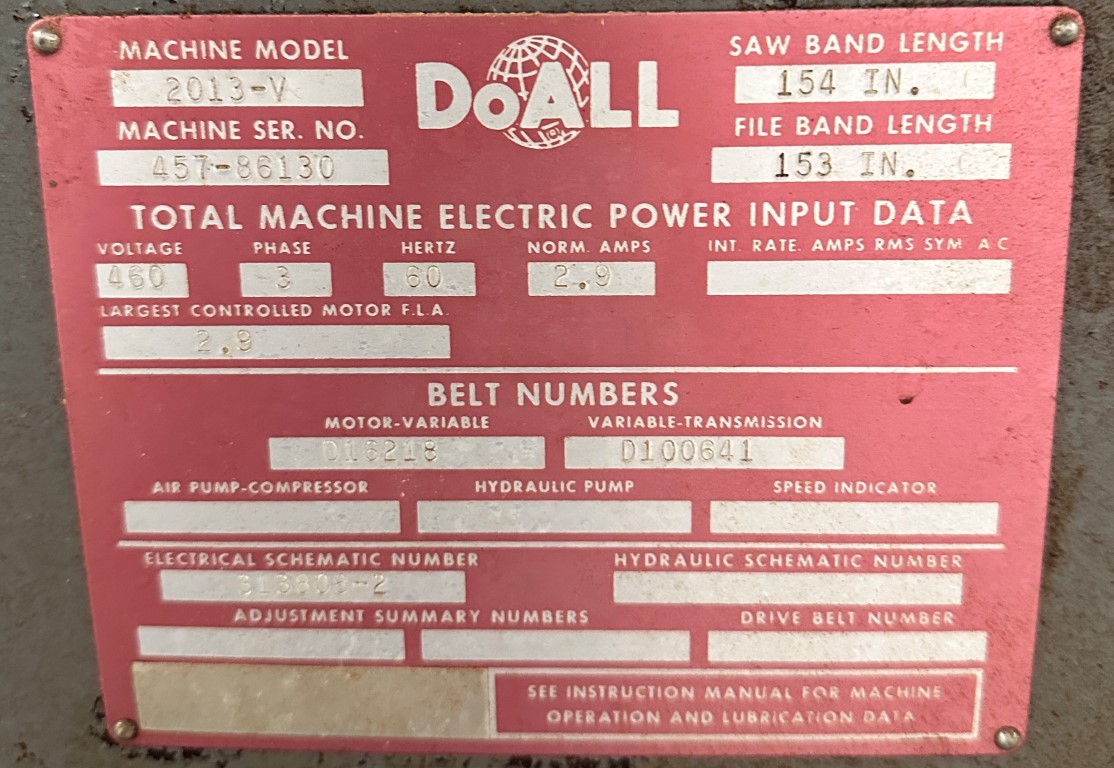 MACHINE MODEL
2013-V
MACHINE SER. NO.
457-86130
DOALL
SAW BAND LENGTH
154 IN.
FILE BAND LENGTH
153 IN.
TOTAL MACHINE ELECTRIC POWER INPUT DATA
VOLTAGE PHASE HERTZ NORM. AMPS INT. RATE. AMPS RMS SYM A C
460 3 60 2.9
LARGEST CONTROLLED MOTOR F.L.A.
2.9
BELT NUMBERS
MOTOR-VARIABLE VARIABLE-TRANSMISSION
D16218 D100641
AIR PUMP-COMPRESSOR HYDRAULIC PUMP SPEED INDICATOR
ELECTRICAL SCHEMATIC NUMBER HYDRAULIC SCHEMATIC NUMBER
ADJUSTMENT SUMMARY NUMBERS DRIVE BELT NUMBER
SEE INSTRUCTION MANUAL FOR MACHINE
OPERATION AND LUBRICATION DATA